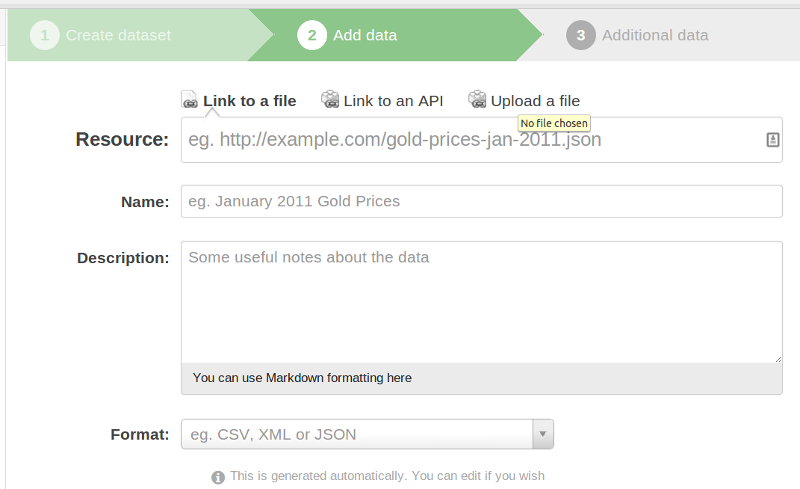 1 Create dataset 2 Add data 3 Additional data
Link to a file Link to an API Upload a file
No file chosen
Resource: eg. http://example.com/gold-prices-jan-2011.json
Name: eg. January 2011 Gold Prices
Description: Some useful notes about the data
You can use Markdown formatting here
Format: eg. CSV, XML or JSON
This is generated automatically. You can edit if you wish